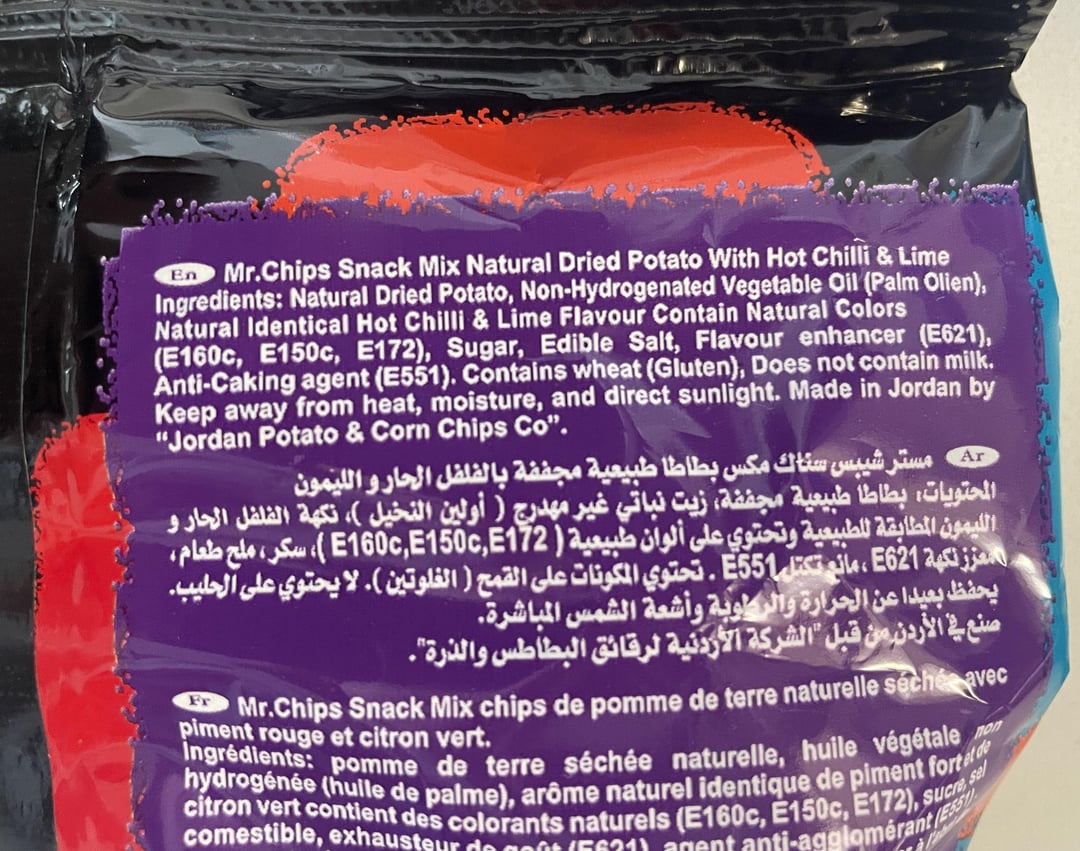 En Mr.Chips Snack Mix Natural Dried Potato With Hot Chilli & Lime
Ingredients: Natural Dried Potato, Non-Hydrogenated Vegetable Oil (Palm Olien),
Natural Identical Hot Chilli & Lime Flavour Contain Natural Colors
(E160c, E150c, E172), Sugar, Edible Salt, Flavour enhancer (E621),
Anti-Caking agent (E551). Contains wheat (Gluten), Does not contain milk.
Keep away from heat, moisture, and direct sunlight. Made in Jordan by
“Jordan Potato & Corn Chips Co”.
Ar مستر شيبس سناك مكس بطاطا طبيعية مجففة بالفلفل الحار و الليمون
المحتويات: بطاطا طبيعية مجففة، زيت نباتي غير مهدرج ( أولين النخيل )، نكهة الفلفل الحار و
الليمون المطابقة للطبيعية وتحتوي على ألوان طبيعية ( E160c,E150c,E172 )، سكر ، ملح طعام ،
معزز نكهة E621 ، مانع تكتل E551 . تحتوي المكونات على القمح ( الغلوتين ). لا يحتوي على الحليب.
يحفظ بعيدا عن الحرارة والرطوبة وأشعة الشمس المباشرة.
صنع في الأردن من قبل "الشركة الأردنية لرقائق البطاطس والذرة".
Fr Mr.Chips Snack Mix chips de pomme de terre naturelle séchée avec
piment rouge et citron vert.
Ingrédients: pomme de terre séchée naturelle, huile végétale non
hydrogénée (huile de palme), arôme naturel identique de piment fort et de
citron vert contient des colorants naturels (E160c, E150c, E172), sucre, sel
comestible, exhausteur de goût (E621), agent anti-agglomérant (E551).